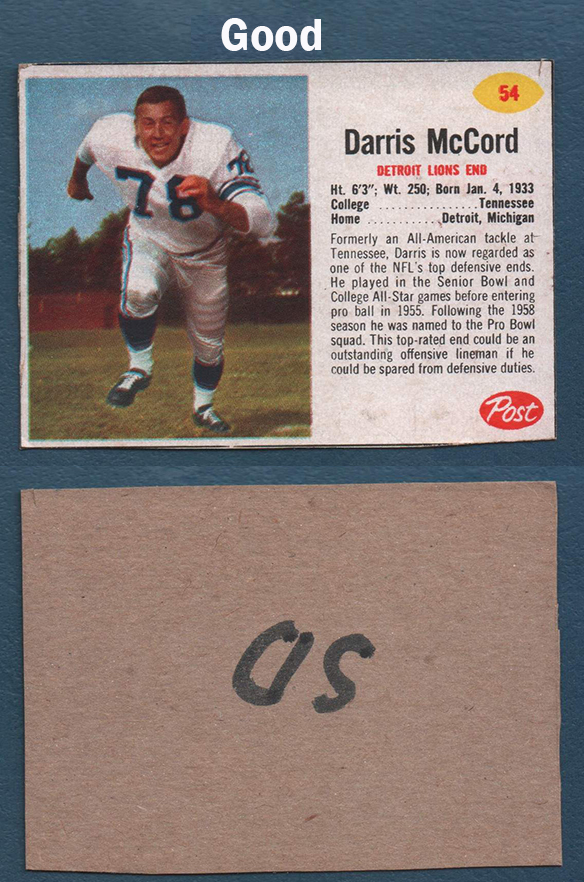 Good
54
Darris McCord
DETROIT LIONS END
Ht. 6'3"; Wt. 250; Born Jan. 4, 1933
College ................Tennessee
Home ...........Detroit, Michigan
Formerly an All-American tackle at
Tennessee, Darris is now regarded as
one of the NFL's top defensive ends.
He played in the Senior Bowl and
College All-Star games before entering
pro ball in 1955. Following the 1958
season he was named to the Pro Bowl
squad. This top-rated end could be an
outstanding offensive lineman if he
could be spared from defensive duties.
Post
78
78